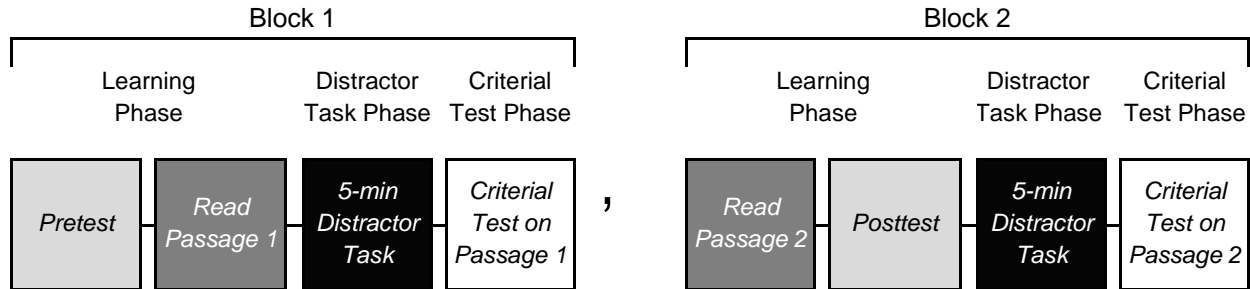 Block 1
Learning
Phase
Distractor
Task Phase
Criterial
Test Phase
Pretest
Read
Passage 1
5-min
Distractor
Task
Criterial
Test on
Passage 1
,
Block 2
Learning
Phase
Distractor
Task Phase
Criterial
Test Phase
Read
Passage 2
Posttest
5-min
Distractor
Task
Criterial
Test on
Passage 2